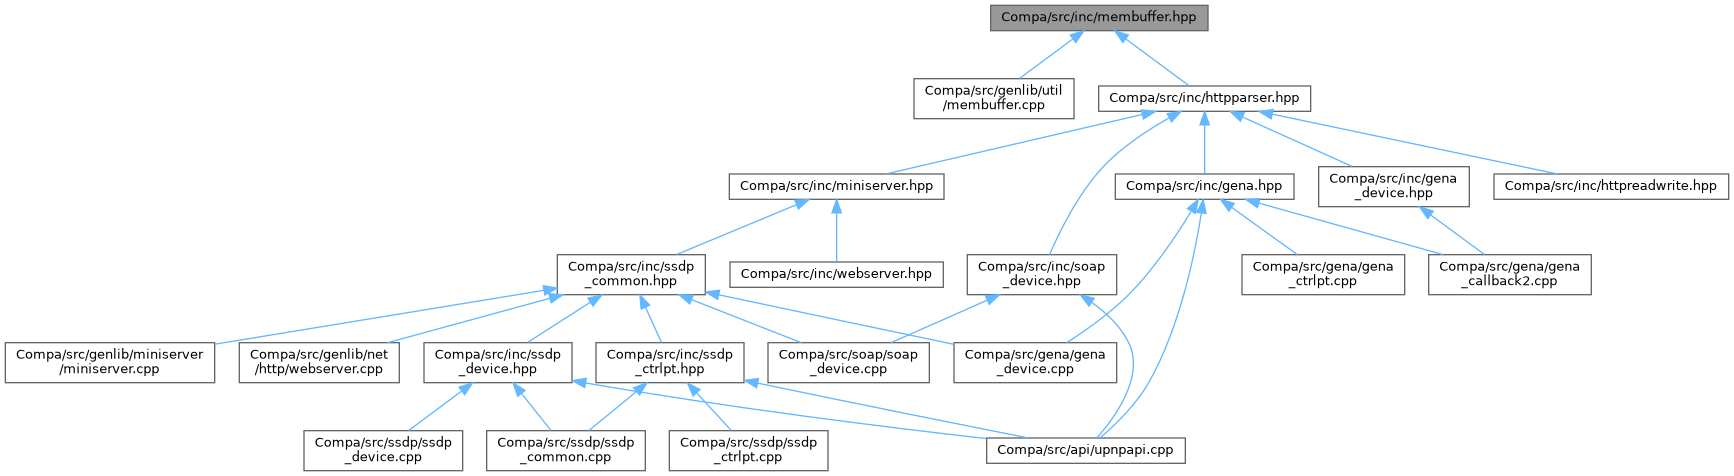 Compa/src/inc/membuffer.hpp
Compa/src/genlib/util
/membuffer.cpp
Compa/src/inc/httpparser.hpp
Compa/src/inc/miniserver.hpp
Compa/src/inc/gena.hpp
Compa/src/inc/gena
_device.hpp
Compa/src/inc/httpreadwrite.hpp
Compa/src/inc/ssdp
_common.hpp
Compa/src/inc/webserver.hpp
Compa/src/inc/soap
_device.hpp
Compa/src/gena/gena
_ctrlpt.cpp
Compa/src/gena/gena
_callback2.cpp
Compa/src/genlib/miniserver
/miniserver.cpp
Compa/src/genlib/net
/http/webserver.cpp
Compa/src/inc/ssdp
_device.hpp
Compa/src/inc/ssdp
_ctrlpt.hpp
Compa/src/soap/soap
_device.cpp
Compa/src/gena/gena
_device.cpp
Compa/src/ssdp/ssdp
_device.cpp
Compa/src/ssdp/ssdp
_common.cpp
Compa/src/ssdp/ssdp
_ctrlpt.cpp
Compa/src/api/upnpapi.cpp